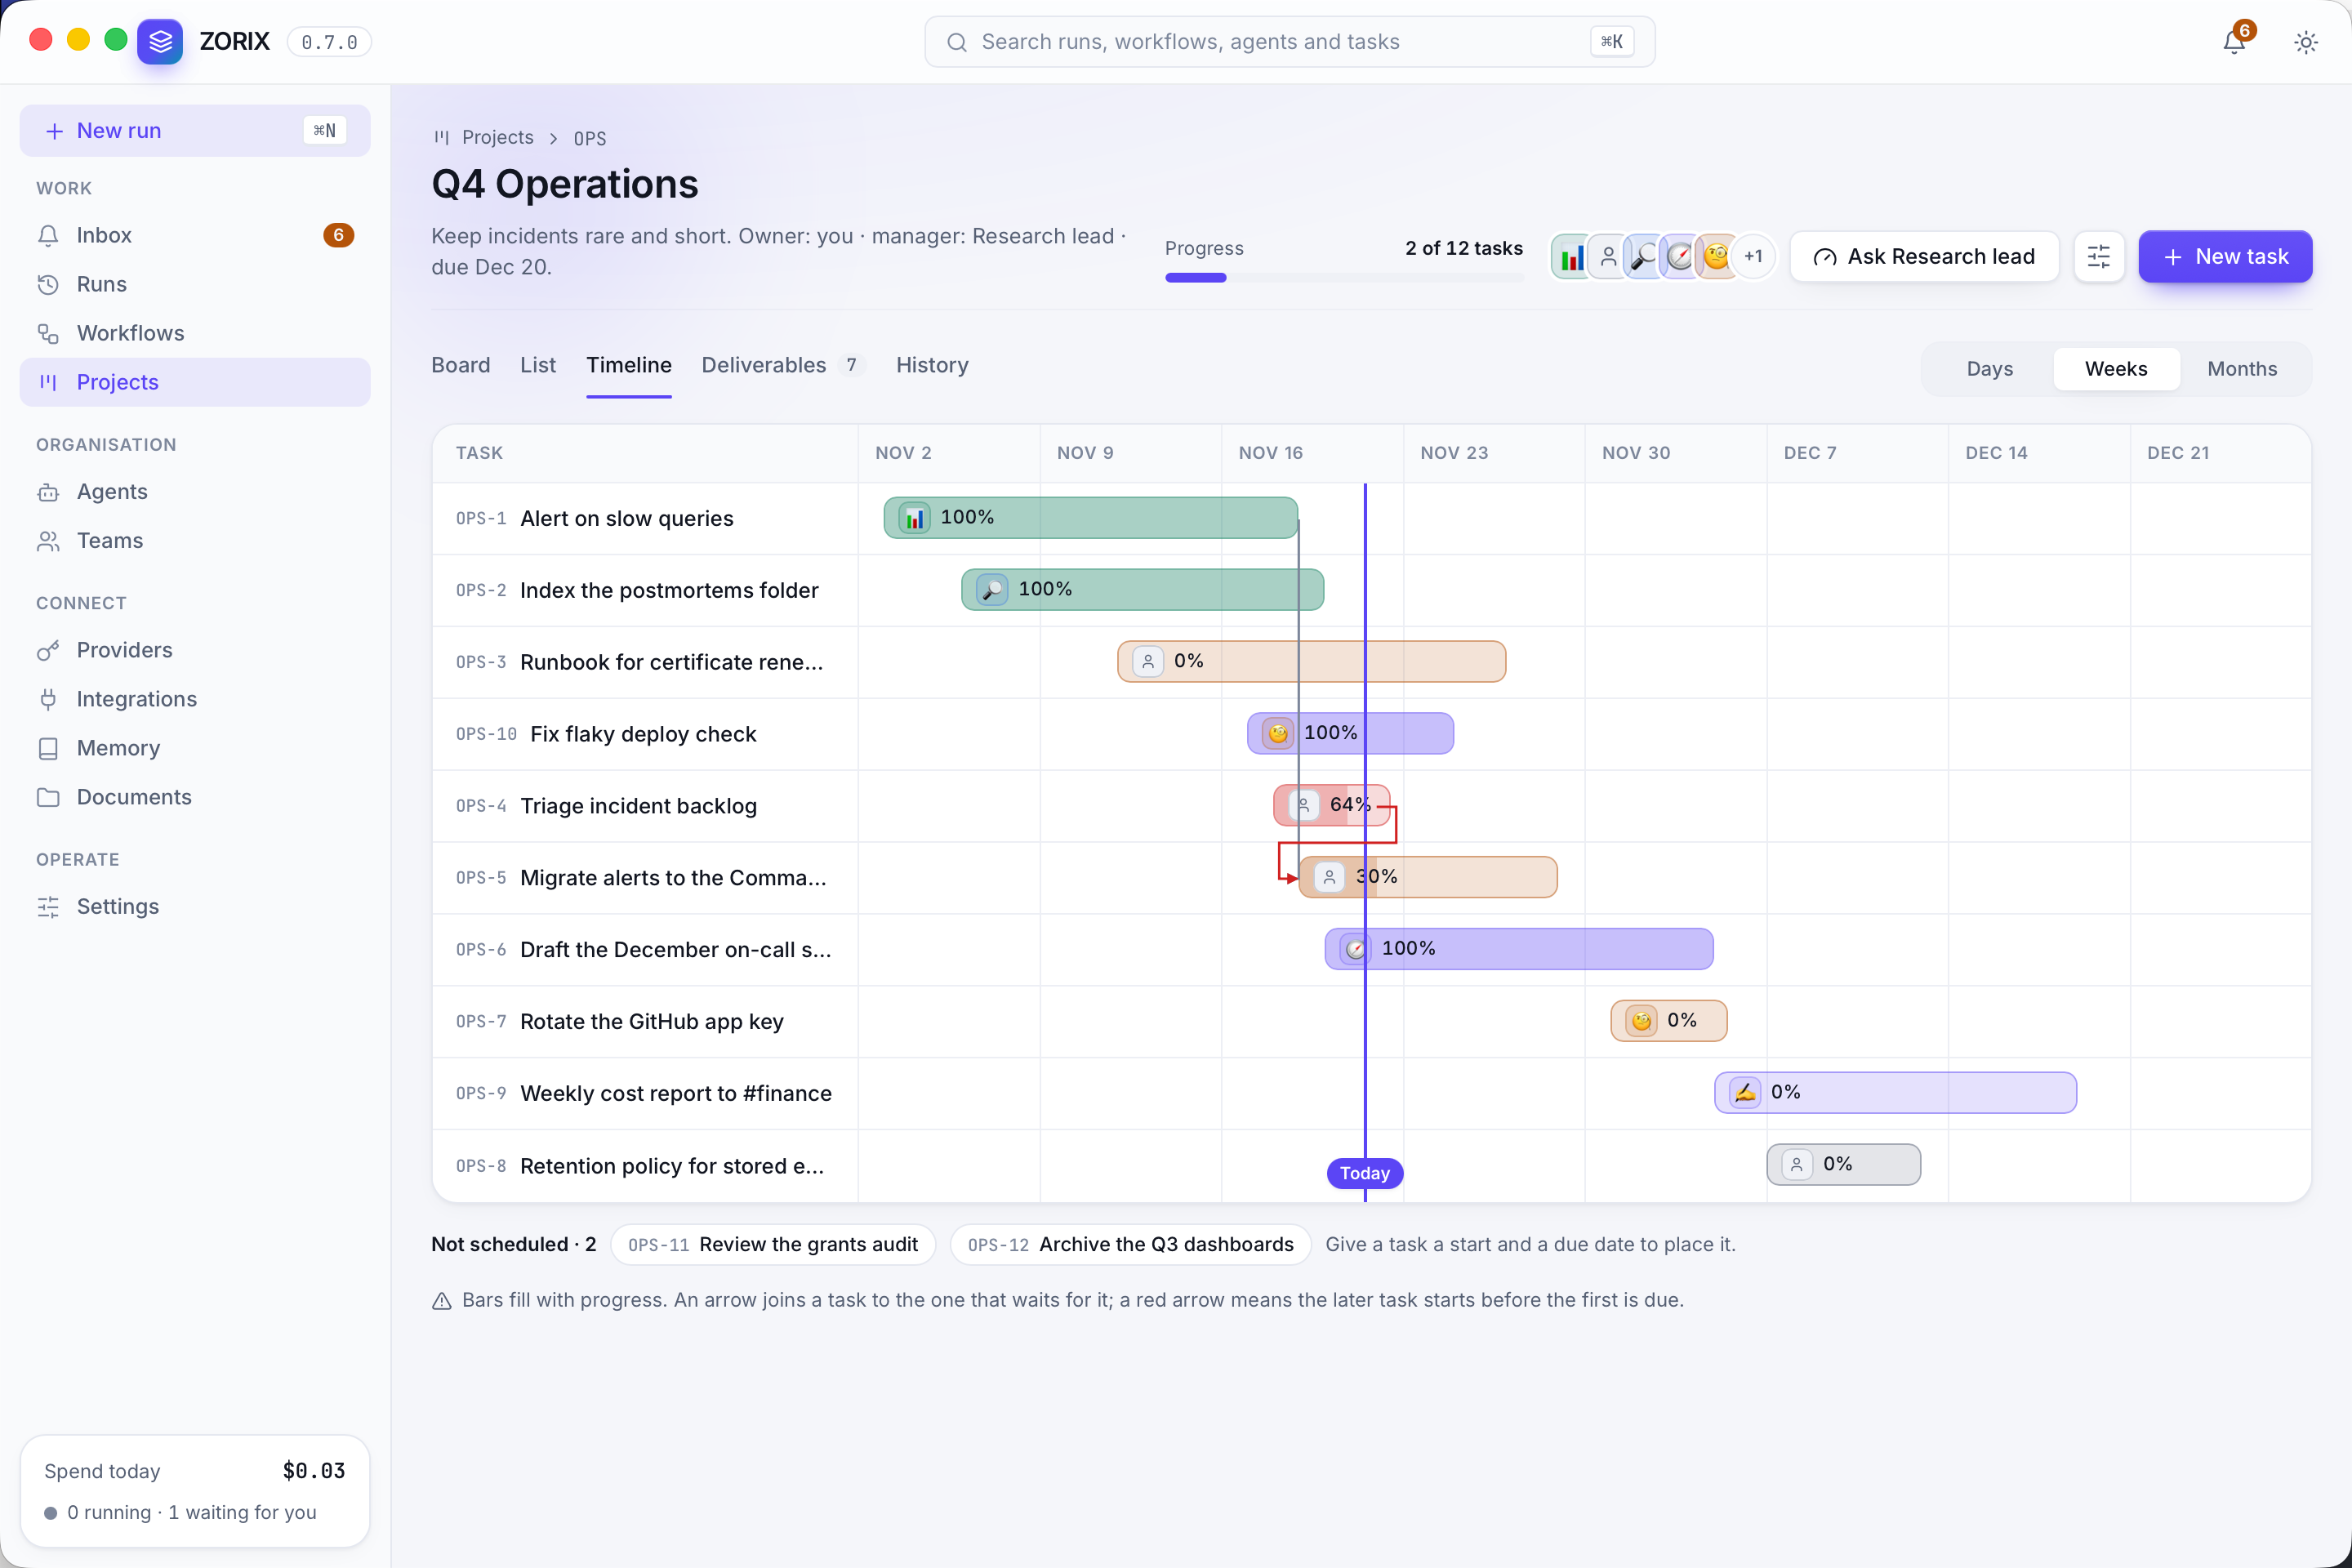 ZORIX 0.7.0
Search runs, workflows, agents and tasks ⌘K
6
New run ⌘N
WORK
Inbox 6
Runs
Workflows
Projects
ORGANISATION
Agents
Teams
CONNECT
Providers
Integrations
Memory
Documents
OPERATE
Settings
Spend today $0.03
0 running · 1 waiting for you
Projects > OPS
Q4 Operations
Keep incidents rare and short. Owner: you · manager: Research lead ·
due Dec 20.
Progress 2 of 12 tasks
+1
Ask Research lead
New task
Board List Timeline Deliverables 7 History
Days Weeks Months
TASK NOV 2 NOV 9 NOV 16 NOV 23 NOV 30 DEC 7 DEC 14 DEC 21
OPS-1 Alert on slow queries 100%
OPS-2 Index the postmortems folder 100%
OPS-3 Runbook for certificate rene... 0%
OPS-10 Fix flaky deploy check 100%
OPS-4 Triage incident backlog 64%
OPS-5 Migrate alerts to the Comma... 30%
OPS-6 Draft the December on-call s... 100%
OPS-7 Rotate the GitHub app key 0%
OPS-9 Weekly cost report to #finance 0%
OPS-8 Retention policy for stored e... 0%
Today
Not scheduled · 2 OPS-11 Review the grants audit OPS-12 Archive the Q3 dashboards Give a task a start and a due date to place it.
Bars fill with progress. An arrow joins a task to the one that waits for it; a red arrow means the later task starts before the first is due.